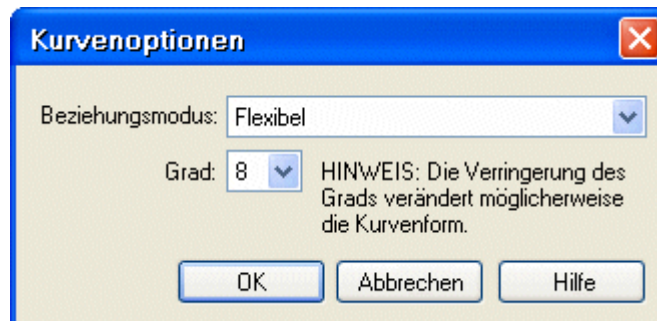 Kurvenoptionen
Beziehungsmodus: Flexibel
Grad: 8 HINWEIS: Die Verringerung des
Grads verändert möglicherweise
die Kurvenform.
OK Abbrechen Hilfe